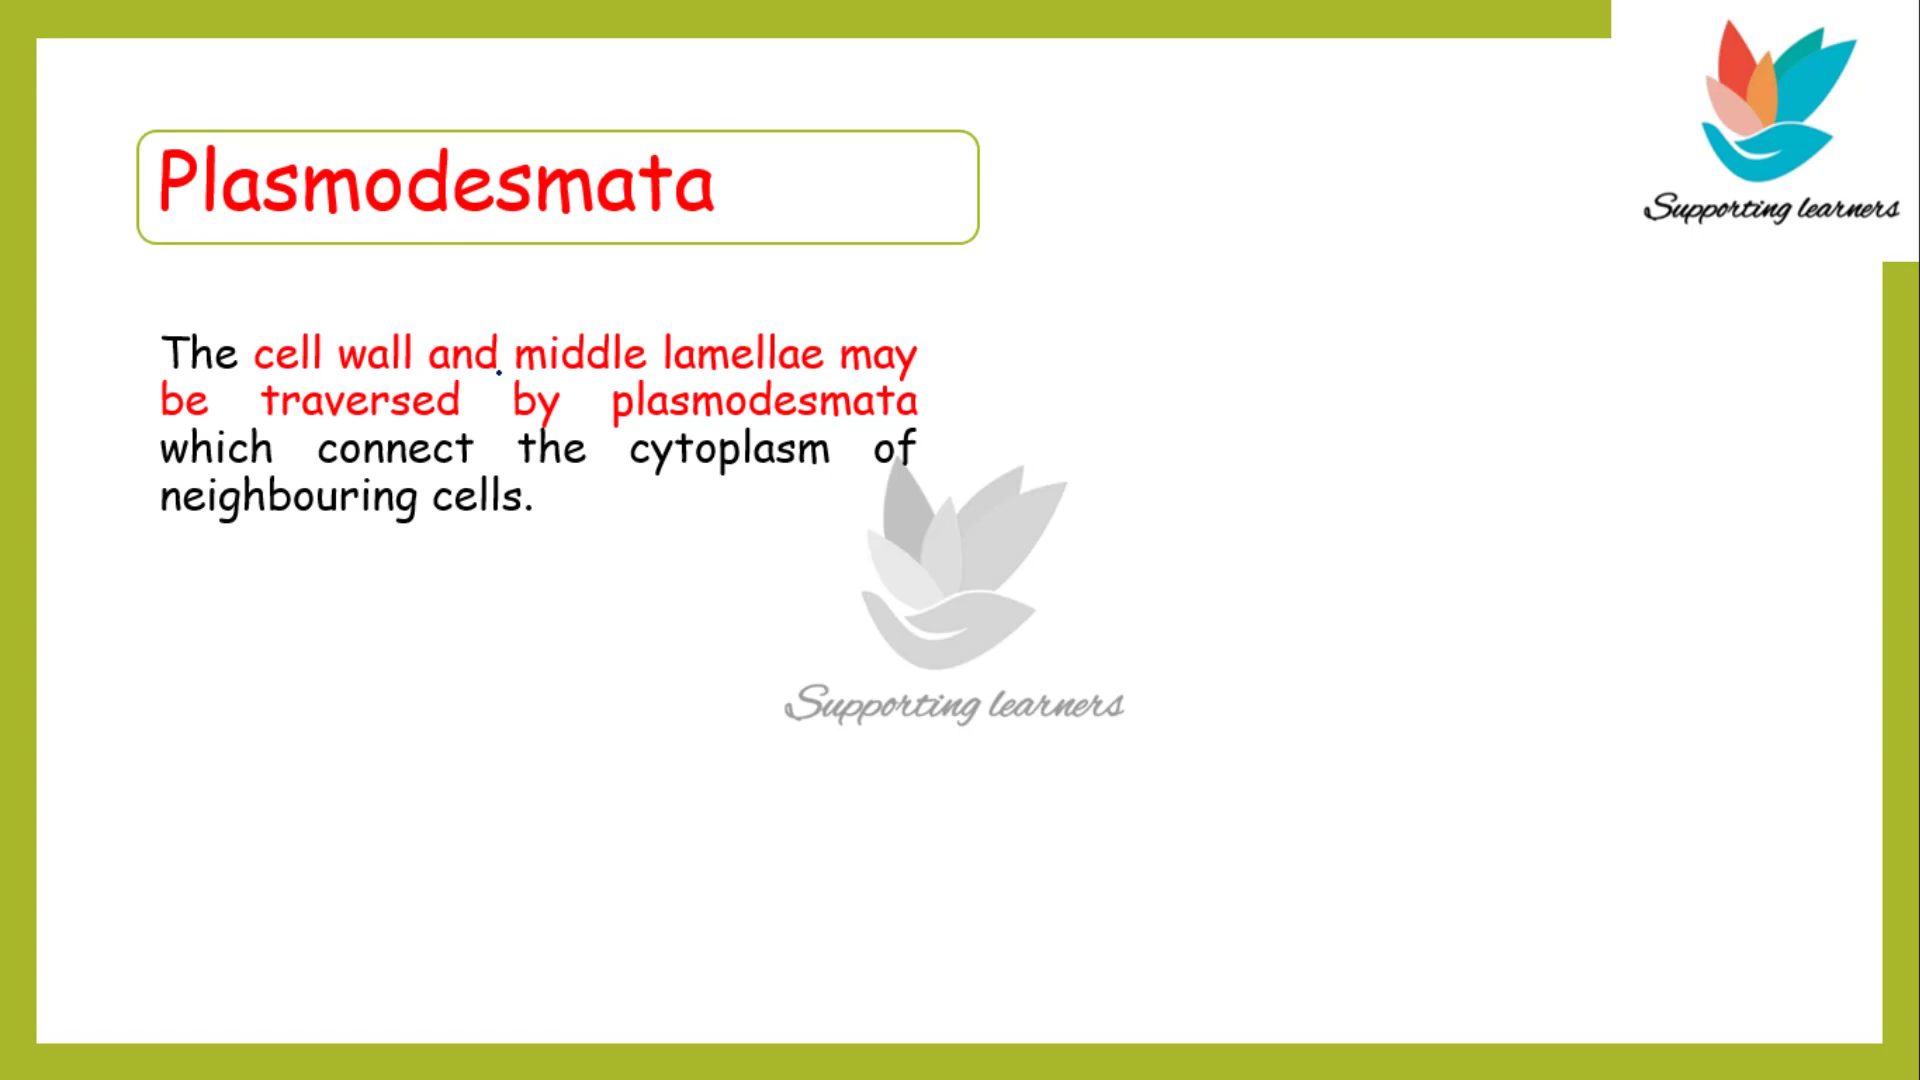 Supporting learners
Plasmodesmata
The cell wall and middle lamellae may
be traversed by plasmodesmata
which connect the cytoplasm of
neighbouring cells.
Supporting learners